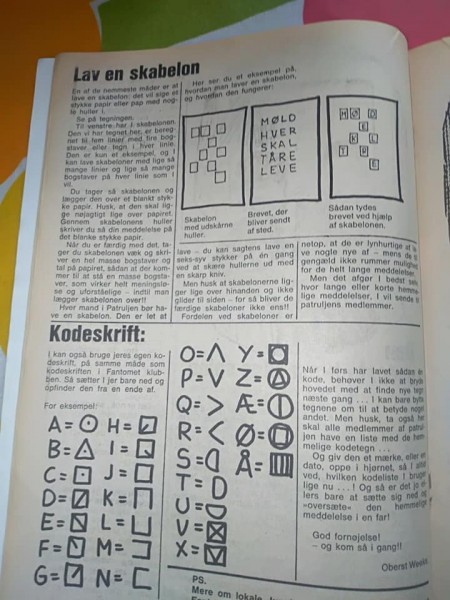 Lav en skabelon
En af de nemmeste måder er at
lave en skabelon: det vil sige et
stykke papir eller pap med nog-
le huller i.
Se på tegningen.
Til venstre har I skabelonen.
Den vi har tegnet her, er bereg-
net til fem linier med fire bog-
staver eller tegn i hver linie.
Den er kun et eksempel, og I
kan lave skabeloner med lige så
mange linier og lige så mange
bogstaver på hver linie som I
vil.
Du tager så skabelonen og
lægger den over et blankt styk-
ke papir. Husk, at den skal lig-
ge nøjagtigt lige over papiret.
Gennem skabelonens huller
skriver du så din meddelelse på
det blanke stykke papir.
Når du er færdig med det, ta-
ger du skabelonen væk og skri-
ver en hel masse bogstaver og
tal på papiret, sådan at der kom-
mer til at stå en masse bogsta-
ver, som virker helt meningslø-
se og uforståelige – indtil man
lægger skabelonen over!!
Hver mand i Patruljen bør ha-
ve en skabelon. Den er let at
Her ser du et eksempel på,
hvordan man laver en skabelon,
og hvordan den fungerer:
MØLD
HVER
SKAL
TÅRE
LEVE
Skabelon
med udskårne
huller.
Brevet, der
bliver sendt
af sted.
Sådan tydes
brevet ved hjælp
af skabelonen.
lave – du kan sagtens lave en
seks-syv stykker på én gang
ved at skære hullerne ud med
en skarp kniv.
Men husk at skabelonerne lig-
ger lige over hinanden og ikke
glider til siden – for så bliver de
færdige skabeloner ikke ens!!
Fordelen ved skabeloner er
netop, at de er lynhurtige at la-
ve nogle nye af – mens de til
gengæld ikke rummer mulighed
for de helt lange meddelelser.
Men det afgør I bedst selv,
hvor lange eller korte hemme-
lige meddelelser, I vil sende til
patruljens medlemmer.
Kodeskrift:
I kan også bruge jeres egen ko-
deskrift, på samme måde som
kodeskriften i Fantomet klub-
ben. Så sætter I jer bare ned og
opfinder den fra en ende af.
For eksempel:
A= H=
B= I=
C= J=
D= K=
E= L=
F= M=
G= N=
O= Y=
P= Z=
Q= Æ=
R= Ø=
S= Å=
T=
U=
V=
X=
Når I førs har lavet sådan en
kode, behøver I ikke at bryde
hovedet med at finde nye tegn
næste gang ... I kan bare bytte
tegnene om til at betyde noget
andet. Men husk, ta også her
skal alle medlemmer af patrul-
jen have en liste med de hem-
melige kodetegn ...
Og giv den et mærke, eller en
dato, oppe i hjørnet, så I altid
ved, hvilken kodeliste I bruger
lige nu ...! Og så er det jo el-
lers bare at sætte sig ned og
»oversætte« den hemmelige
meddelelse i en fart!
God fornøjelse!
– og kom så i gang!!
Oberst
PS.
Mere om lokale,